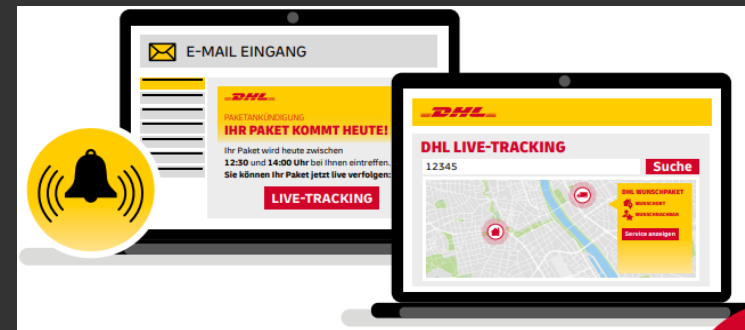 E-MAIL EINGANG
DHL
PAKETANKÜNDIGUNG
IHR PAKET KOMMT HEUTE!
Ihr Paket wird heute zwischen
12:30 und 14:00 Uhr bei Ihnen eintreffen.
Sie können Ihr Paket jetzt live verfolgen:
LIVE-TRACKING
DHL
DHL LIVE-TRACKING
12345
Suche
DHL WUNSCHPAKET
WUNSCHORT
WUNSCHNACHBAR
Service anzeigen